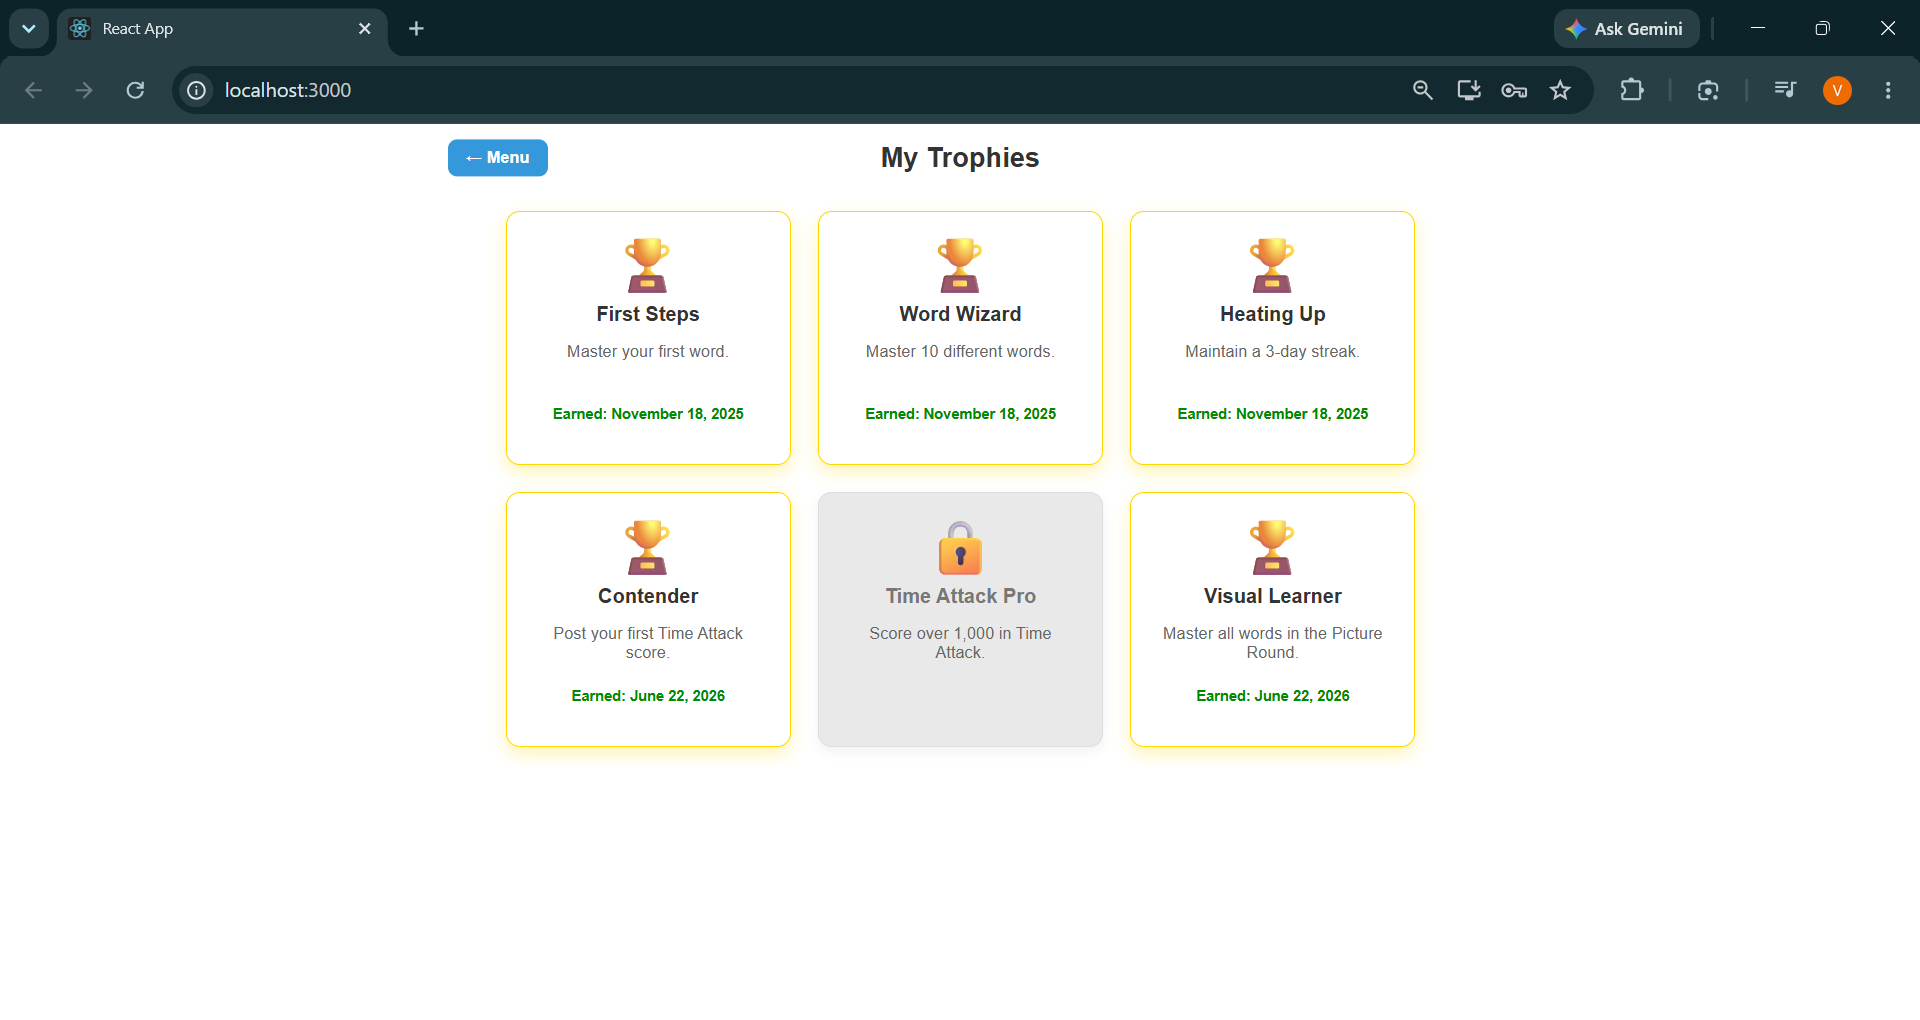 React App
Ask Gemini
localhost:3000
V
← Menu
My Trophies
First Steps
Master your first word.
Earned: November 18, 2025
Word Wizard
Master 10 different words.
Earned: November 18, 2025
Heating Up
Maintain a 3-day streak.
Earned: November 18, 2025
Contender
Post your first Time Attack
score.
Earned: June 22, 2026
Time Attack Pro
Score over 1,000 in Time
Attack.
Visual Learner
Master all words in the Picture
Round.
Earned: June 22, 2026